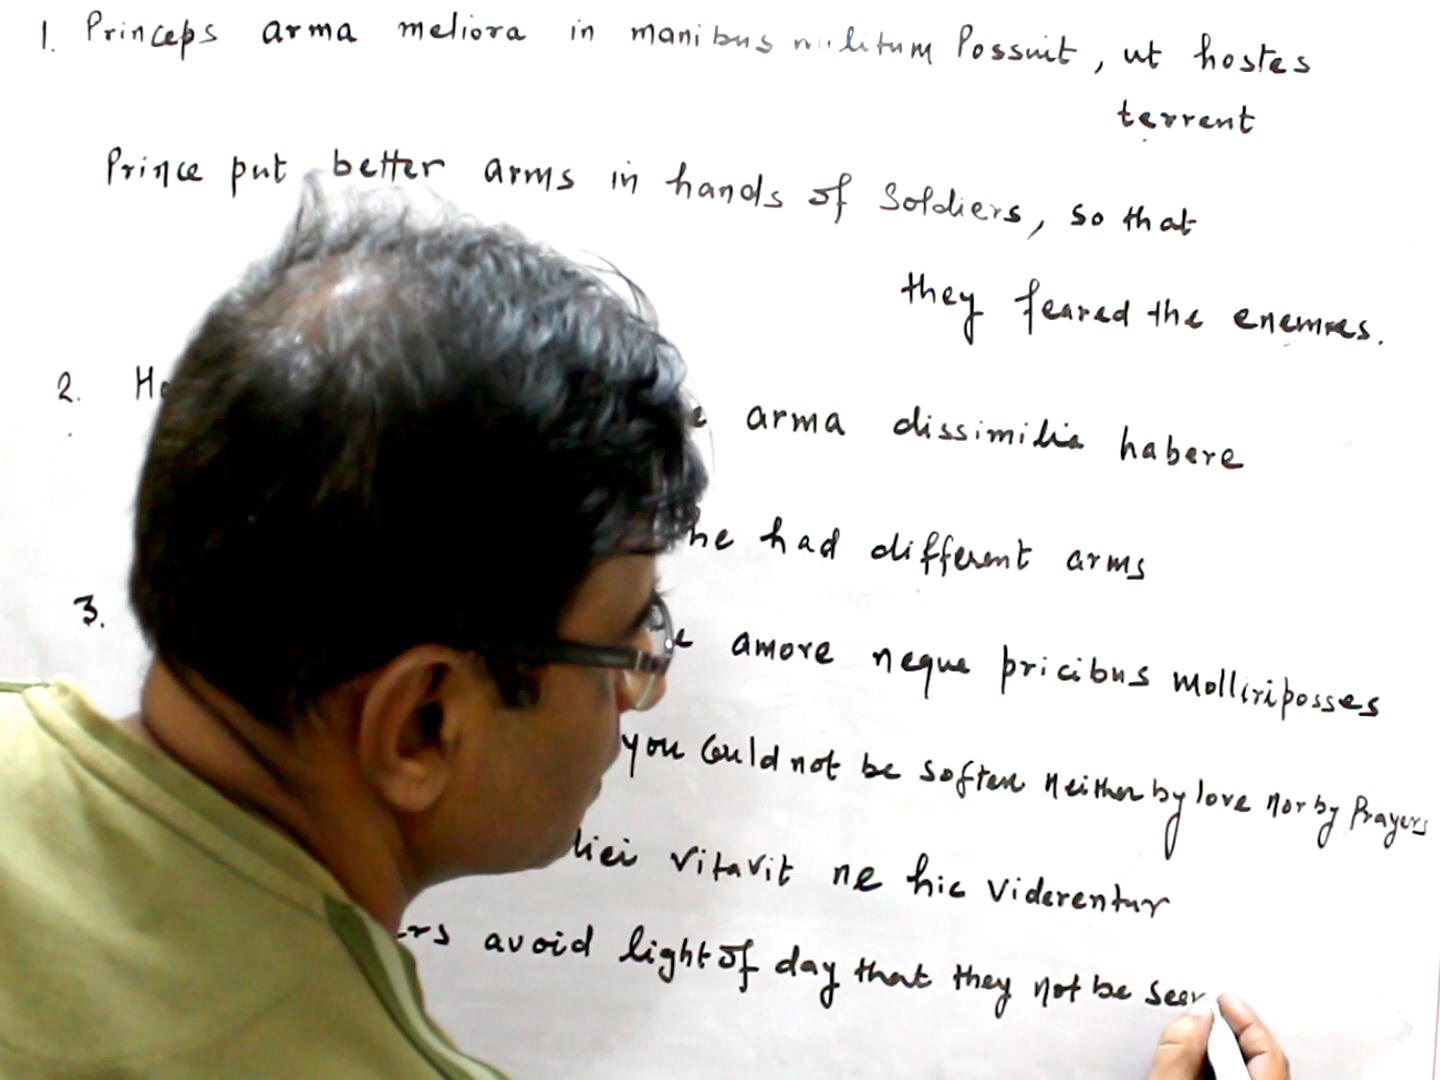 1. Princeps arma meliora in manibus militum Possuit, ut hostes
terrent
Prince put better arms in hands of Soldiers, so that
they feared the enemies.
2. arma dissimilia habere
he had different arms
3. amore neque pricibus molliri posses
you Could not be soften neither by love nor by Prayers
vitavit ne hic viderentur
avoid light of day that they not be seen